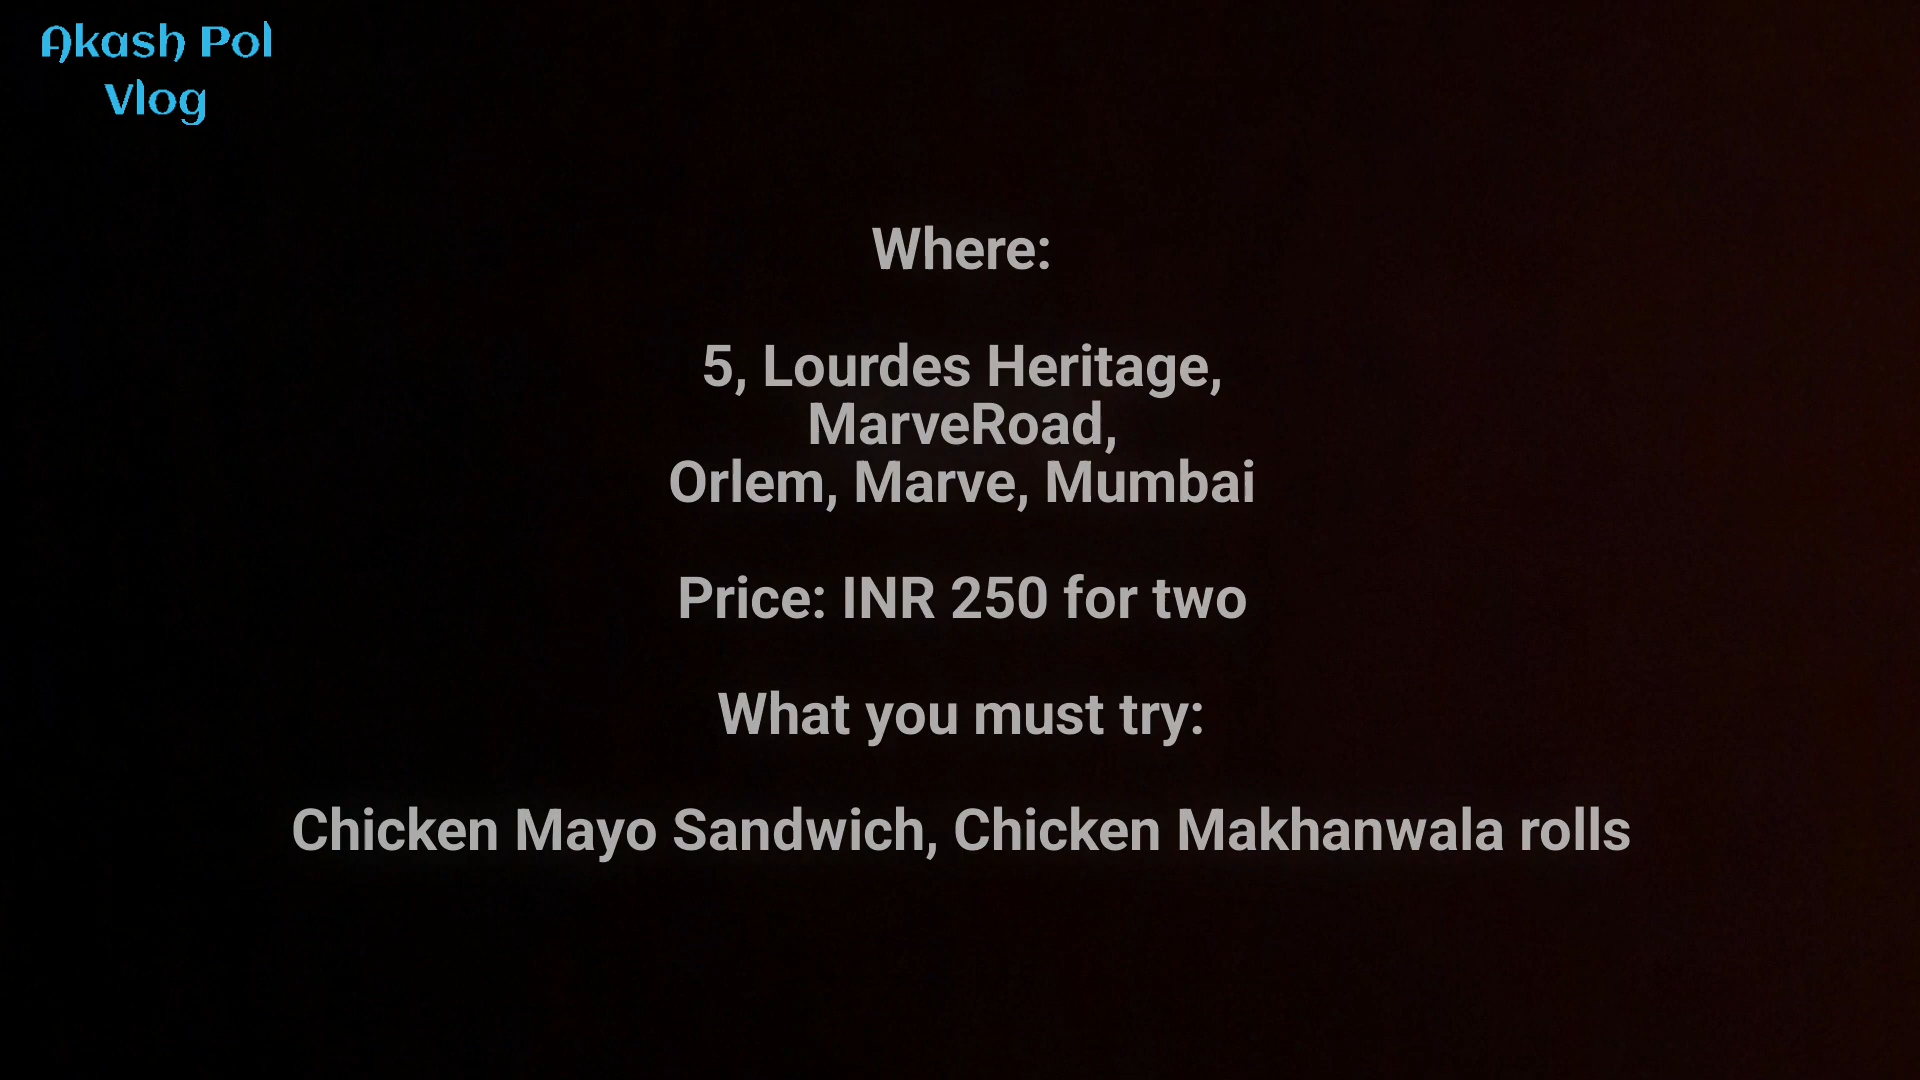 Akash Pol
Vlog
Where:
5, Lourdes Heritage,
MarveRoad,
Orlem, Marve, Mumbai
Price: INR 250 for two
What you must try:
Chicken Mayo Sandwich, Chicken Makhanwala rolls